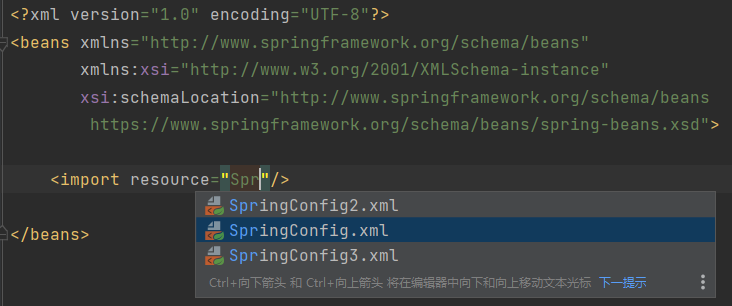 <?xml version="1.0" encoding="UTF-8"?>
<beans xmlns="http://www.springframework.org/schema/beans"
xmlns:xsi="http://www.w3.org/2001/XMLSchema-instance"
xsi:schemaLocation="http://www.springframework.org/schema/beans
https://www.springframework.org/schema/beans/spring-beans.xsd">
<import resource="Spr"/>
SpringConfig2.xml
SpringConfig.xml
SpringConfig3.xml
Ctrl+向下箭头 和 Ctrl+向上箭头 将在编辑器中向下和向上移动文本光标 下一提示
</beans>